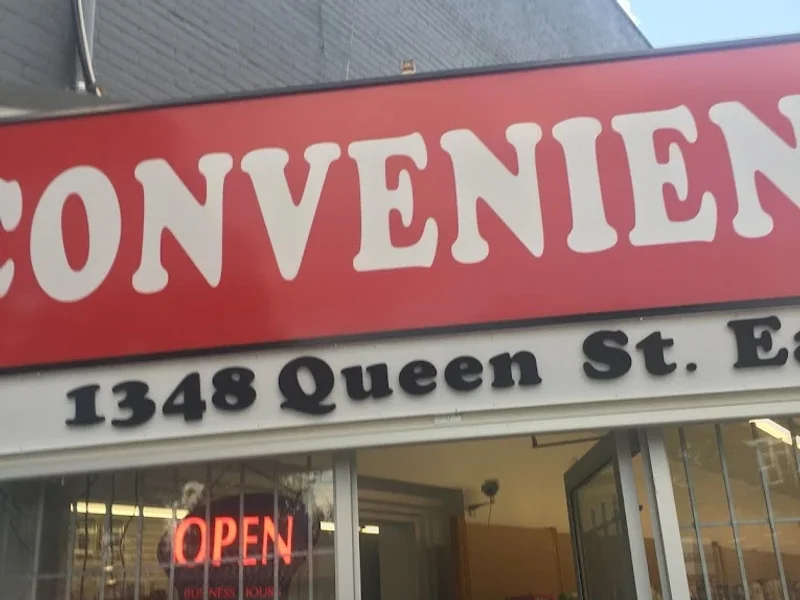 CONVENIEN
1348 Queen St. Ea
OPEN
BUSINESS HOURS